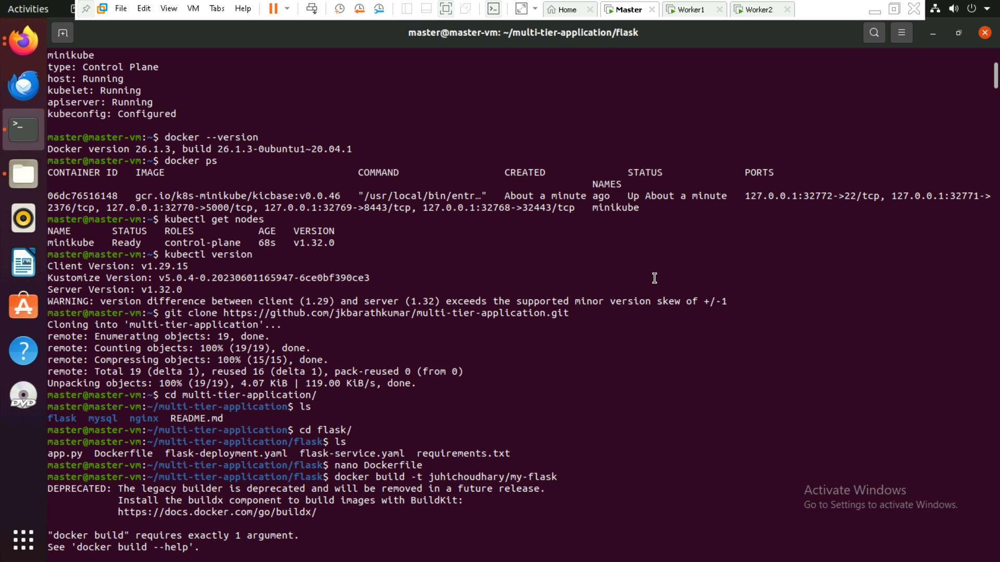 Activities
File Edit View VM Tabs Help Home Master Worker1 Worker2
master@master-vm: ~/multi-tier-application/flask
minikube
type: Control Plane
host: Running
kubelet: Running
apiserver: Running
kubeconfig: Configured
master@master-vm:~$ docker --version
Docker version 26.1.3, build 26.1.3-0ubuntu1~20.04.1
master@master-vm:~$ docker ps
CONTAINER ID IMAGE COMMAND CREATED STATUS PORTS
NAMES
06dc76516148 gcr.io/k8s-minikube/kicbase:v0.0.46 "/usr/local/bin/entr…" About a minute ago Up About a minute 127.0.0.1:32772->22/tcp, 127.0.0.1:32771->
2376/tcp, 127.0.0.1:32770->5000/tcp, 127.0.0.1:32769->8443/tcp, 127.0.0.1:32768->32443/tcp minikube
master@master-vm:~$ kubectl get nodes
NAME STATUS ROLES AGE VERSION
minikube Ready control-plane 68s v1.32.0
master@master-vm:~$ kubectl version
Client Version: v1.29.15
Kustomize Version: v5.0.4-0.20230601165947-6ce0bf390ce3
Server Version: v1.32.0
WARNING: version difference between client (1.29) and server (1.32) exceeds the supported minor version skew of +/-1
master@master-vm:~$ git clone https://github.com/jkbarathkumar/multi-tier-application.git
Cloning into 'multi-tier-application'...
remote: Enumerating objects: 19, done.
remote: Counting objects: 100% (19/19), done.
remote: Compressing objects: 100% (15/15), done.
remote: Total 19 (delta 1), reused 16 (delta 1), pack-reused 0 (from 0)
Unpacking objects: 100% (19/19), 4.07 KiB | 119.00 KiB/s, done.
master@master-vm:~$ cd multi-tier-application/
master@master-vm:~/multi-tier-application$ ls
flask mysql nginx README.md
master@master-vm:~/multi-tier-application$ cd flask/
master@master-vm:~/multi-tier-application/flask$ ls
app.py Dockerfile flask-deployment.yaml flask-service.yaml requirements.txt
master@master-vm:~/multi-tier-application/flask$ nano Dockerfile
master@master-vm:~/multi-tier-application/flask$ docker build -t juhichoudhary/my-flask
DEPRECATED: The legacy builder is deprecated and will be removed in a future release.
Install the buildx component to build images with BuildKit:
https://docs.docker.com/go/buildx/
"docker build" requires exactly 1 argument.
See 'docker build --help'.
Activate Windows
Go to Settings to activate Windows.
DVD